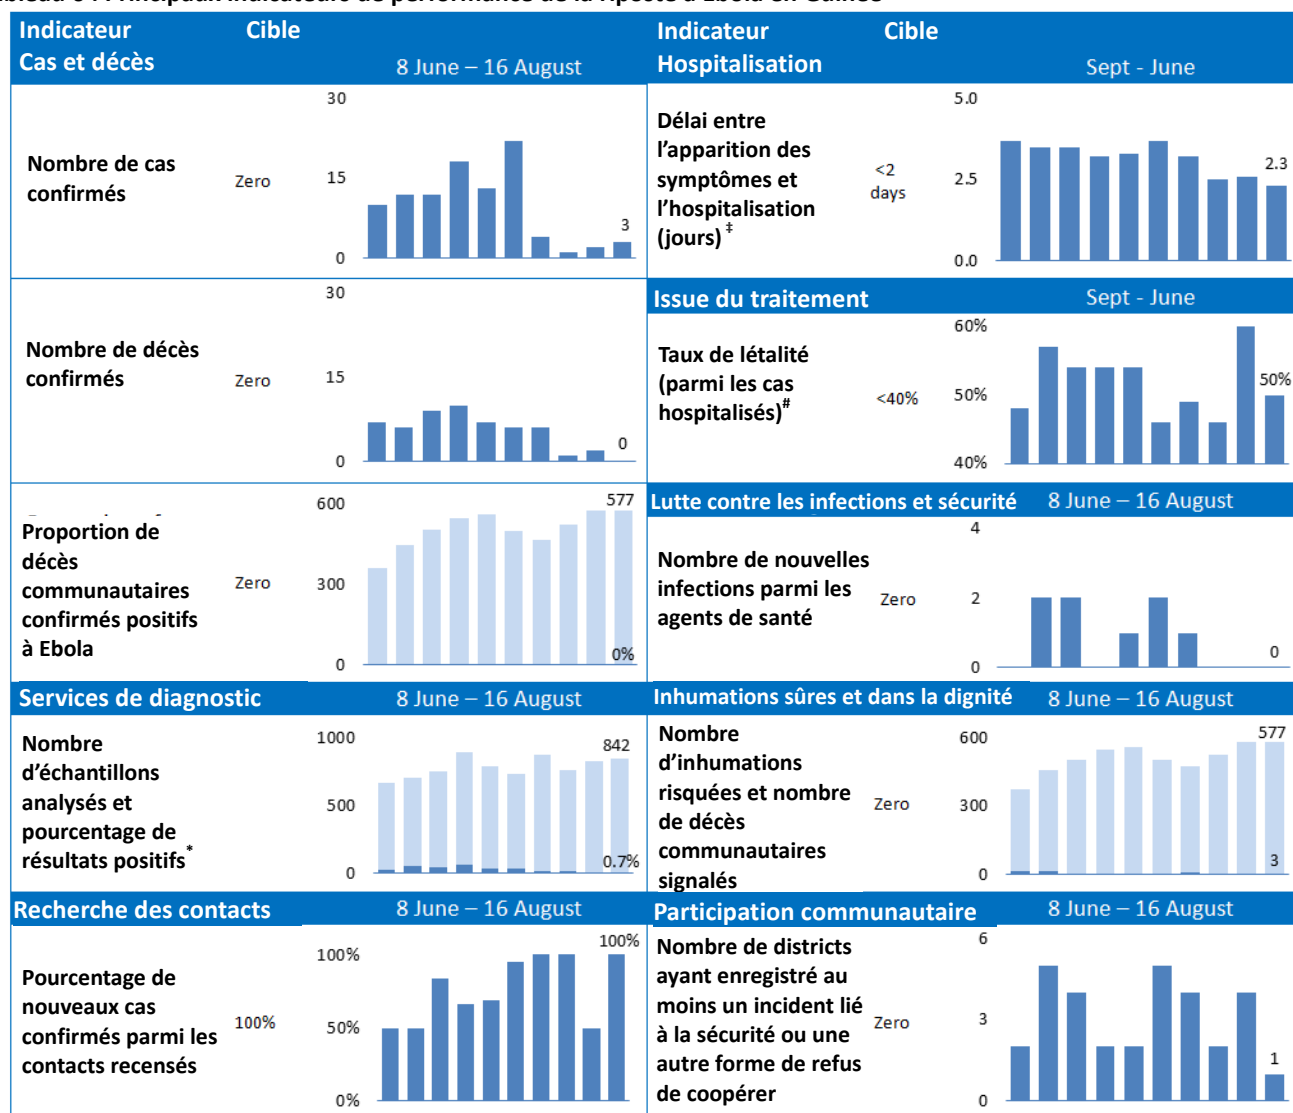 Indicateur Cible
Cas et décès 8 June – 16 August
Nombre de cas
confirmés
Zero
30
15
0
3
Nombre de décès
confirmés
Zero
30
15
0
0
Proportion de
décès
communautaires
confirmés positifs
à Ebola
Zero
600
300
0
577
0%
Services de diagnostic 8 June – 16 August
Nombre
d'échantillons
analysés et
pourcentage de
résultats positifs*
1000
500
0
842
0.7%
Recherche des contacts 8 June – 16 August
Pourcentage de
nouveaux cas
confirmés parmi les
contacts recensés
100%
100%
50%
0%
100%
Indicateur Cible
Hospitalisation Sept - June
Délai entre
l'apparition des
symptômes et
l'hospitalisation
(jours) ‡
<2
days
5.0
2.5
0.0
2.3
Issue du traitement Sept - June
Taux de létalité
(parmi les cas
hospitalisés)#
<40%
60%
50%
40%
50%
Lutte contre les infections et sécurité 8 June – 16 August
Nombre de nouvelles
infections parmi les
agents de santé
Zero
4
2
0
0
Inhumations sûres et dans la dignité 8 June – 16 August
Nombre
d'inhumations
risquées et nombre
de décès
communautaires
signalés
Zero
600
300
0
577
3
Participation communautaire 8 June – 16 August
Nombre de districts
ayant enregistré au
moins un incident lié
à la sécurité ou une
autre forme de refus
de coopérer
Zero
6
3
0
1